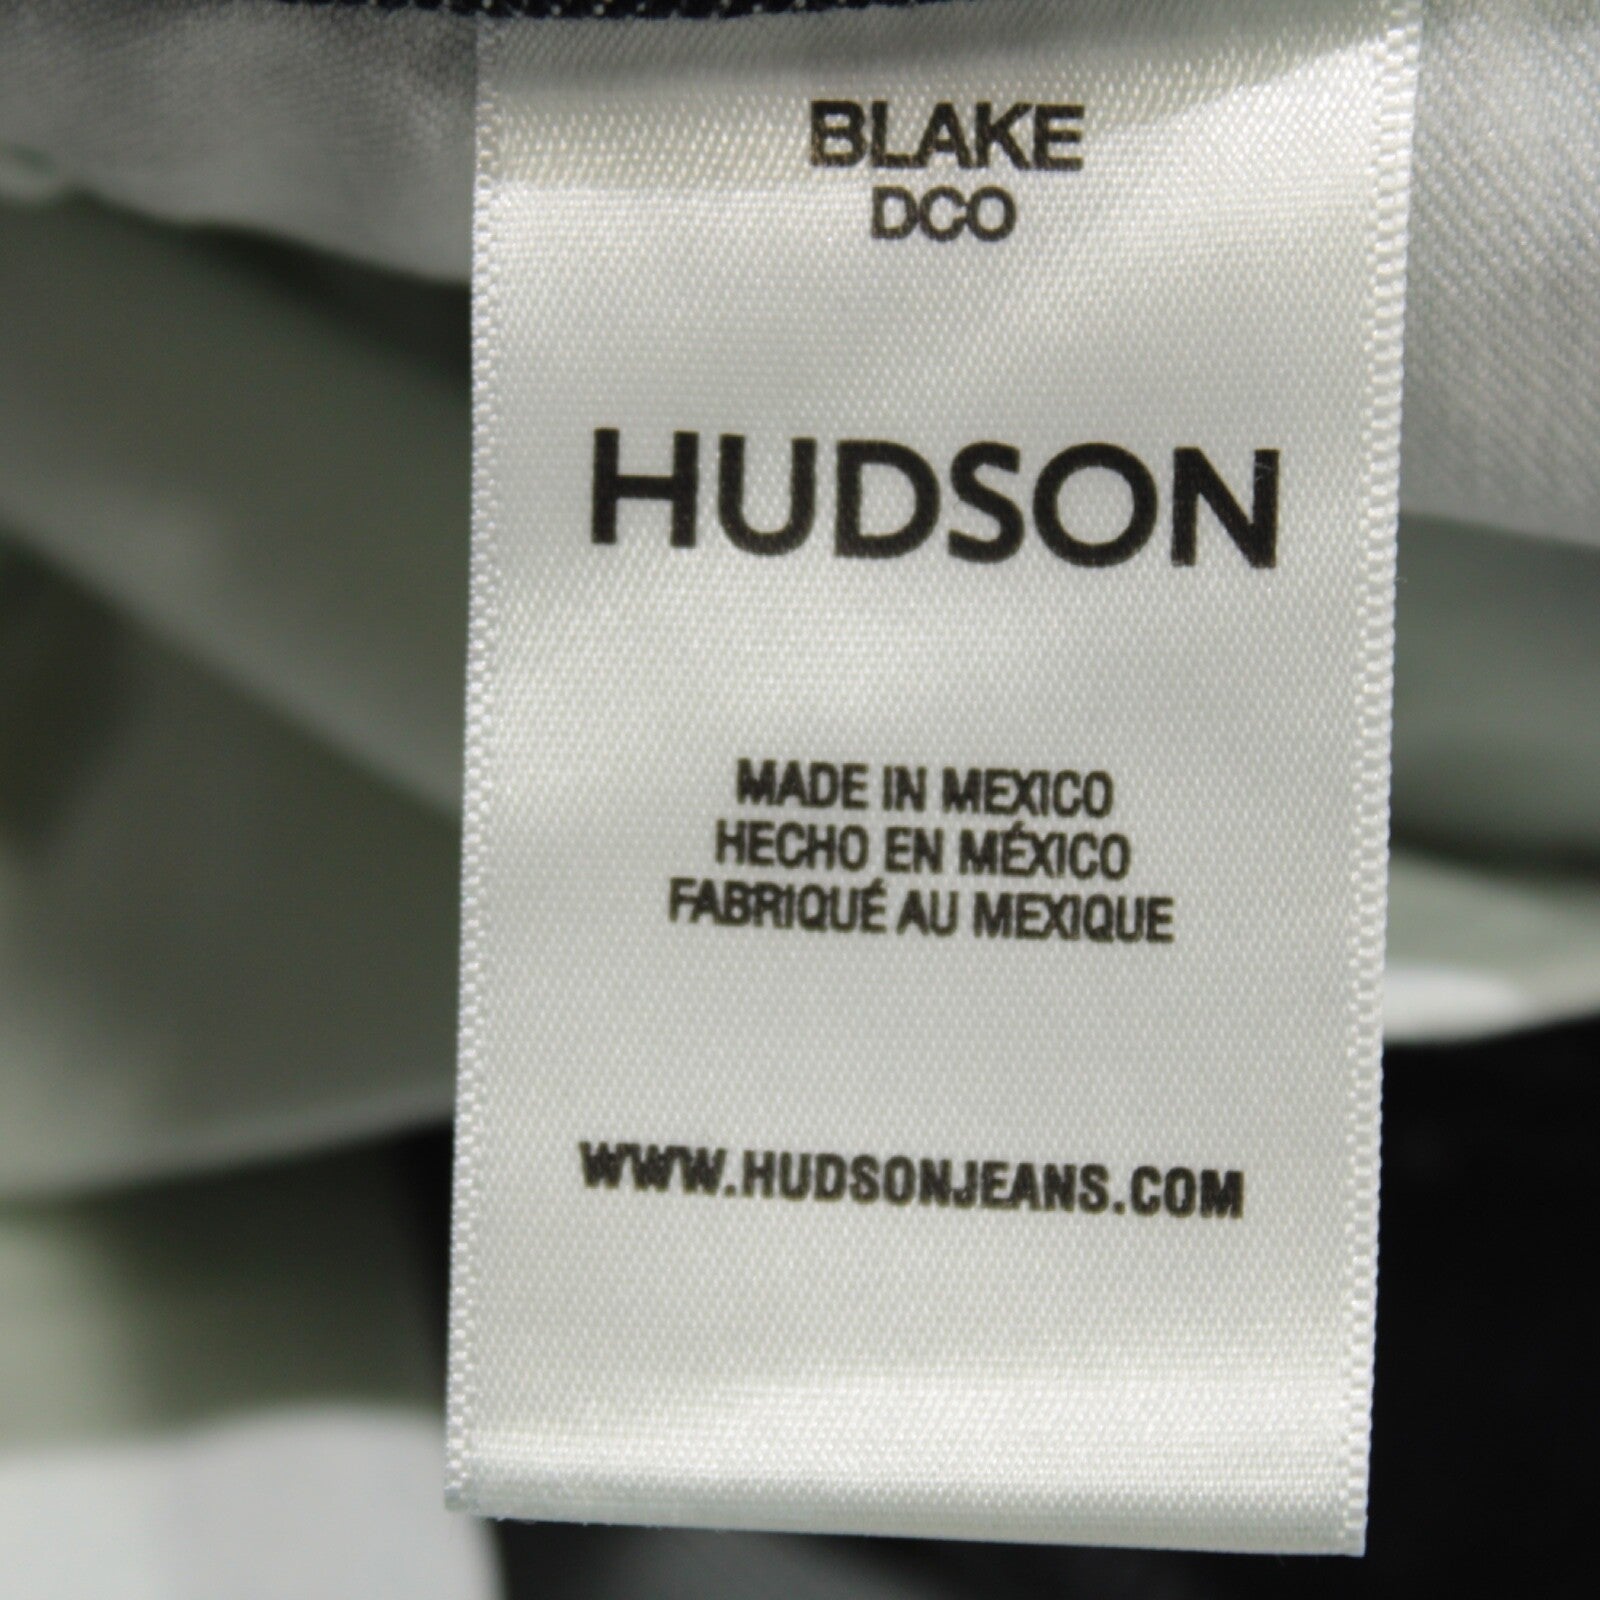 BLAKE
DCO
HUDSON
MADE IN MEXICO
HECHO EN MÉXICO
FABRIQUÉ AU MEXIQUE
WWW.HUDSONJEANS.COM